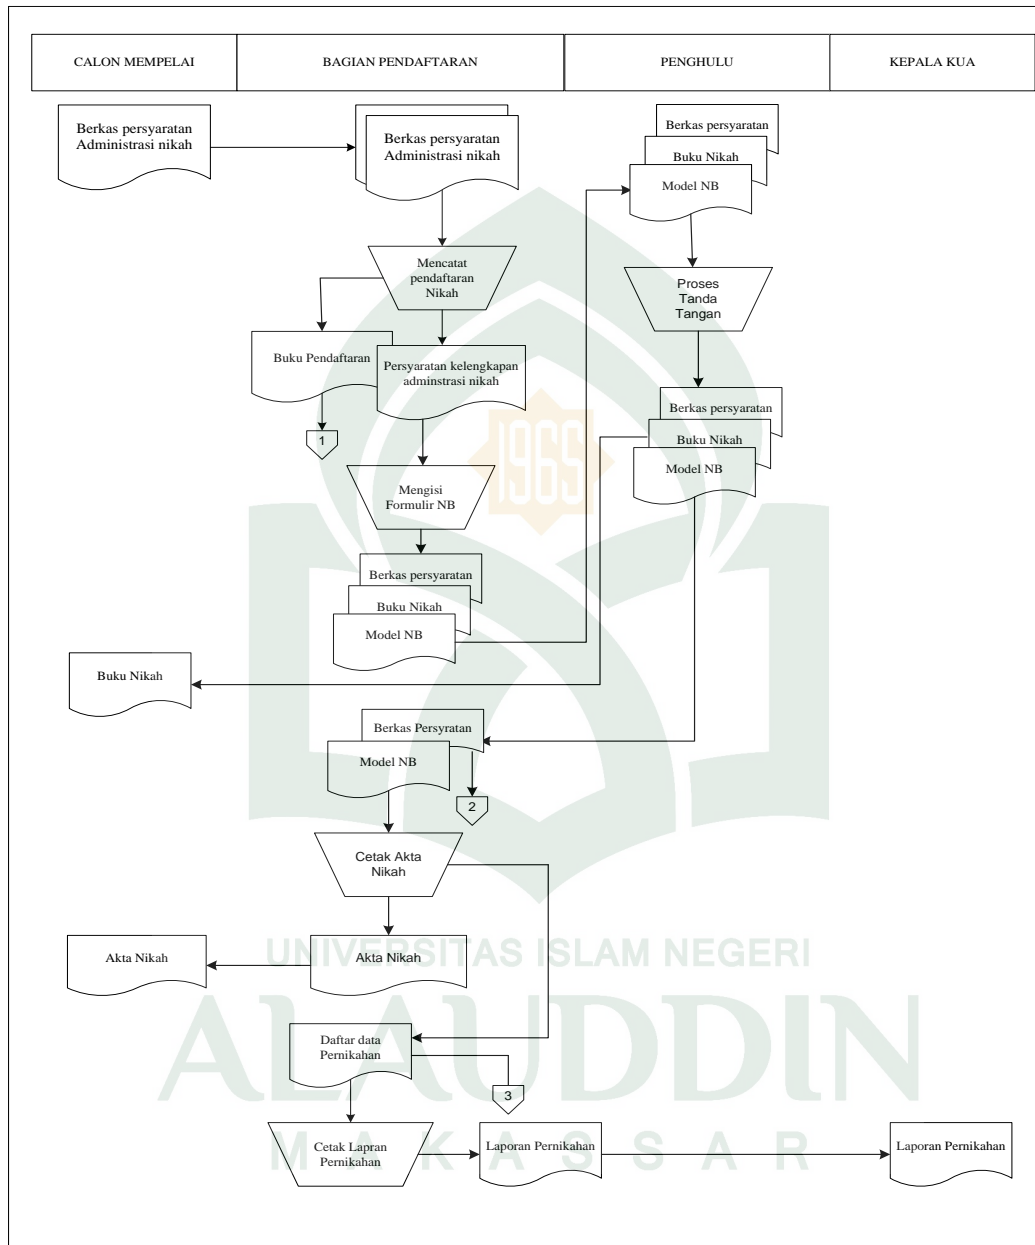 CALON MEMPELAI
BAGIAN PENDAFTARAN
PENGHULU
KEPALA KUA
Berkas persyaratan
Administrasi nikah
Berkas persyaratan
Administrasi nikah
Berkas persyaratan
Buku Nikah
Model NB
Mencatat
pendaftaran
Nikah
Proses
Tanda
Tangan
Buku Pendaftaran
Persyaratan kelengkapan
adminstrasi nikah
1
Berkas persyaratan
Buku Nikah
Model NB
1965
Mengisi
Formulir NB
Berkas persyaratan
Buku Nikah
Model NB
Buku Nikah
Berkas Persyratan
Model NB
2
Cetak Akta
Nikah
UNIVERSITAS ISLAM NEGERI
Akta Nikah
Akta Nikah
ALAUDDIN
Daftar data
Pernikahan
3
MAKASSAR
Cetak Lapran
Pernikahan
Laporan Pernikahan
Laporan Pernikahan